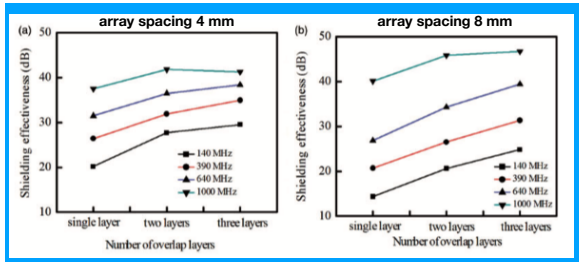 array spacing 4 mm
(a)
50
40
30
20
10
Shielding effectiveness (dB)
140 MHz
390 MHz
640 MHz
1000 MHz
single layer two layers three layers
Number of overlap layers
array spacing 8 mm
(b)
50
40
30
20
10
Shielding effectiveness (dB)
140 MHz
390 MHz
640 MHz
1000 MHz
single layer two layers three layers
Number of overlap layers